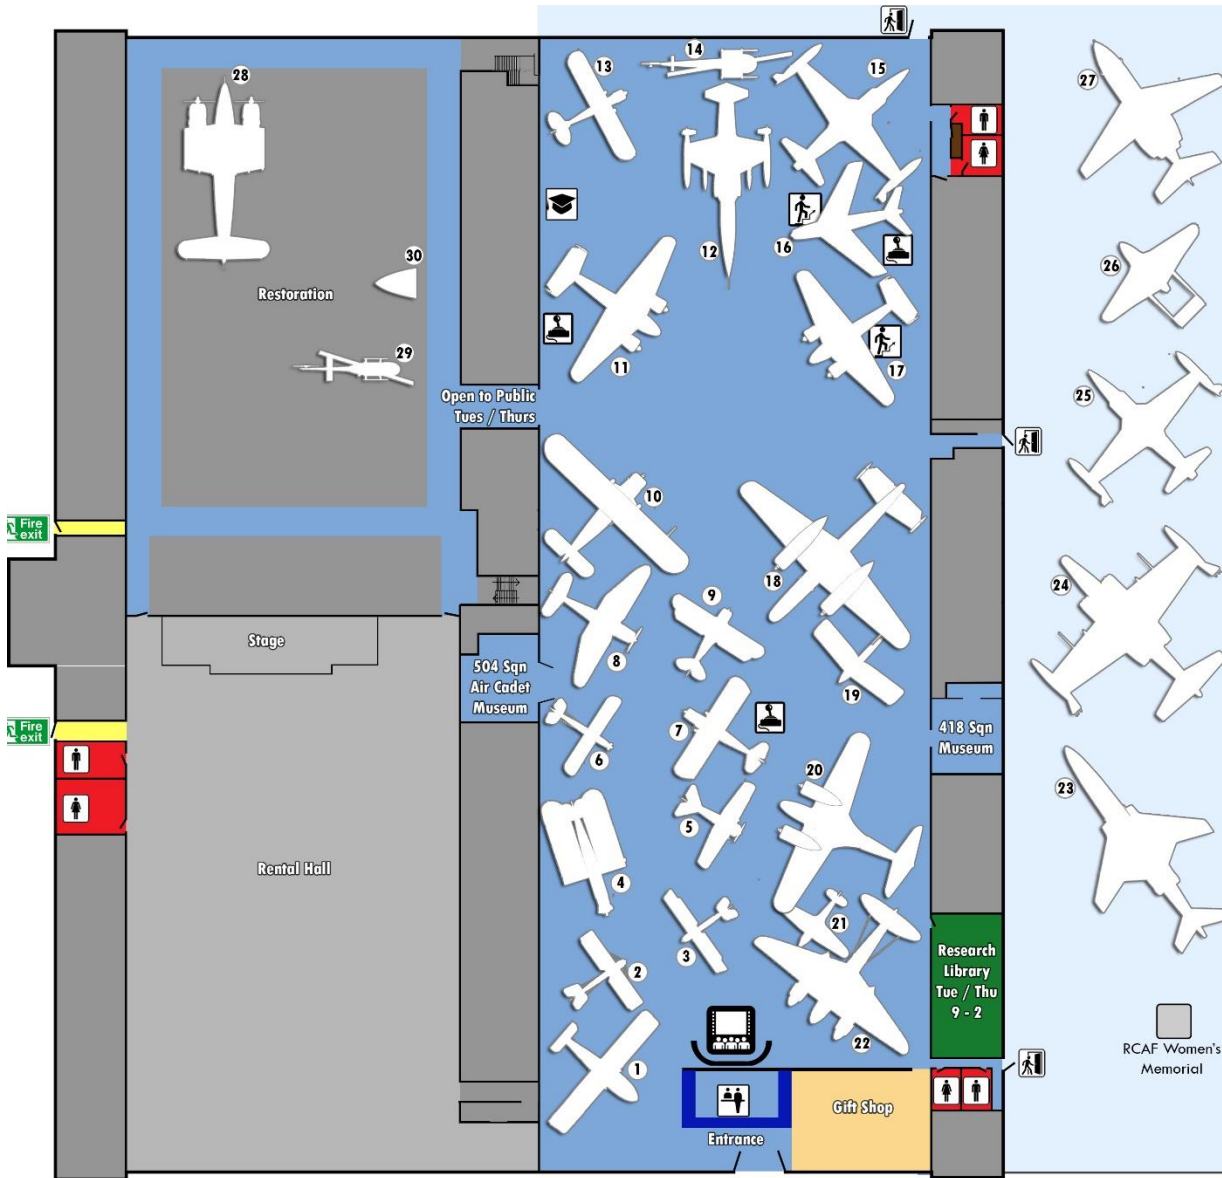 14
13
15
28
27
16
12
26
30
Restoration
29
11
17
25
Open to Public
Tues / Thurs
10
Fire
exit
18
24
9
Stage
8
504 Sqn
Air Cadet
Museum
19
Fire
exit
7
418 Sqn
Museum
6
20
23
5
Rental Hall
4
21
3
Research
Library
Tue / Thu
9 - 2
2
22
RCAF Women's
Memorial
1
Gift Shop
Entrance